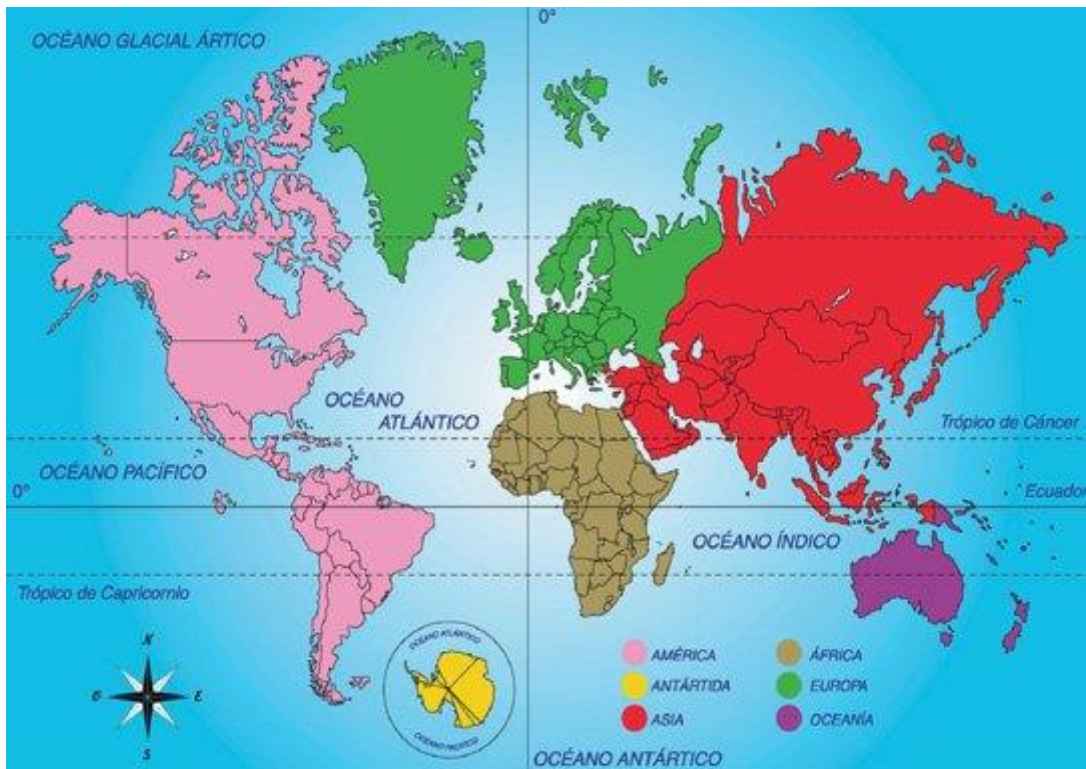 0°
OCÉANO GLACIAL ÁRTICO
OCÉANO
ATLÁNTICO
Trópico de Cáncer
OCÉANO PACÍFICO
0°
Ecuador
OCÉANO ÍNDICO
Trópico de Capricornio
N
O
E
S
OCÉANO ATLÁNTICO
OCÉANO PACÍFICO
AMÉRICA
ÁFRICA
ANTÁRTIDA
EUROPA
ASIA
OCEANÍA
OCÉANO ANTÁRTICO